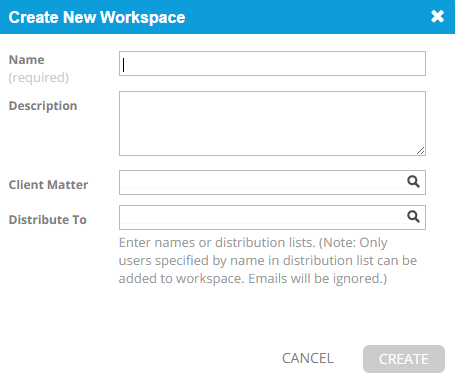 Create New Workspace
Name
(required)
Description
Client Matter
Distribute To
Enter names or distribution lists. (Note: Only
users specified by name in distribution list can be
added to workspace. Emails will be ignored.)
CANCEL
CREATE